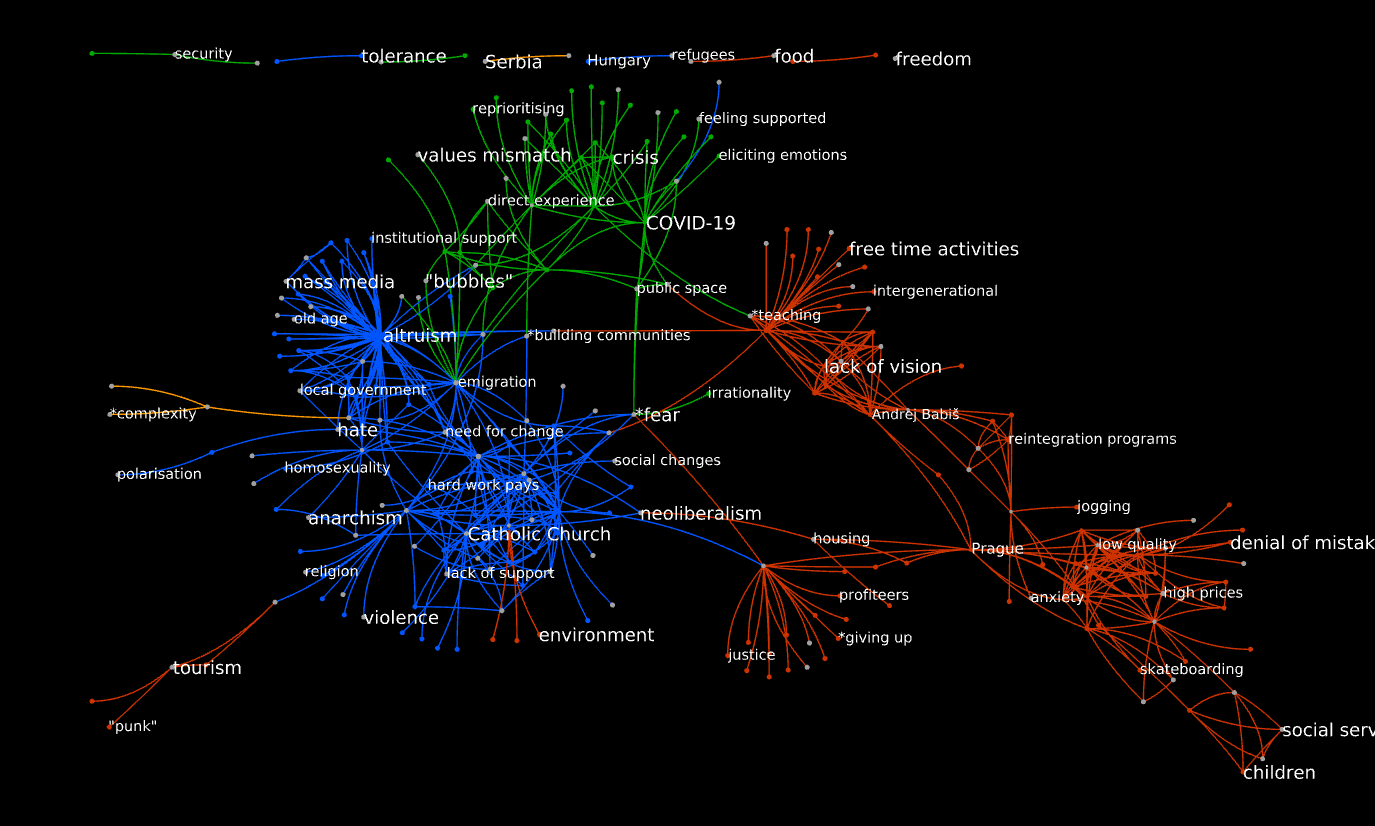 security
tolerance
Serbia
Hungary
refugees
food
freedom
reprioritising
feeling supported
values mismatch
crisis
eliciting emotions
direct experience
COVID-19
institutional support
free time activities
mass media
"bubbles"
public space
intergenerational
old age
*teaching
altruism
*building communities
lack of vision
local government
emigration
irrationality
*complexity
*fear
Andrej Babiš
hate
need for change
reintegration programs
homosexuality
social changes
polarisation
hard work pays
jogging
anarchism
neoliberalism
Catholic Church
housing
Prague
low quality
denial of mistak
religion
lack of support
profiteers
anxiety
high prices
violence
environment
*giving up
justice
tourism
skateboarding
"punk"
social serv
children